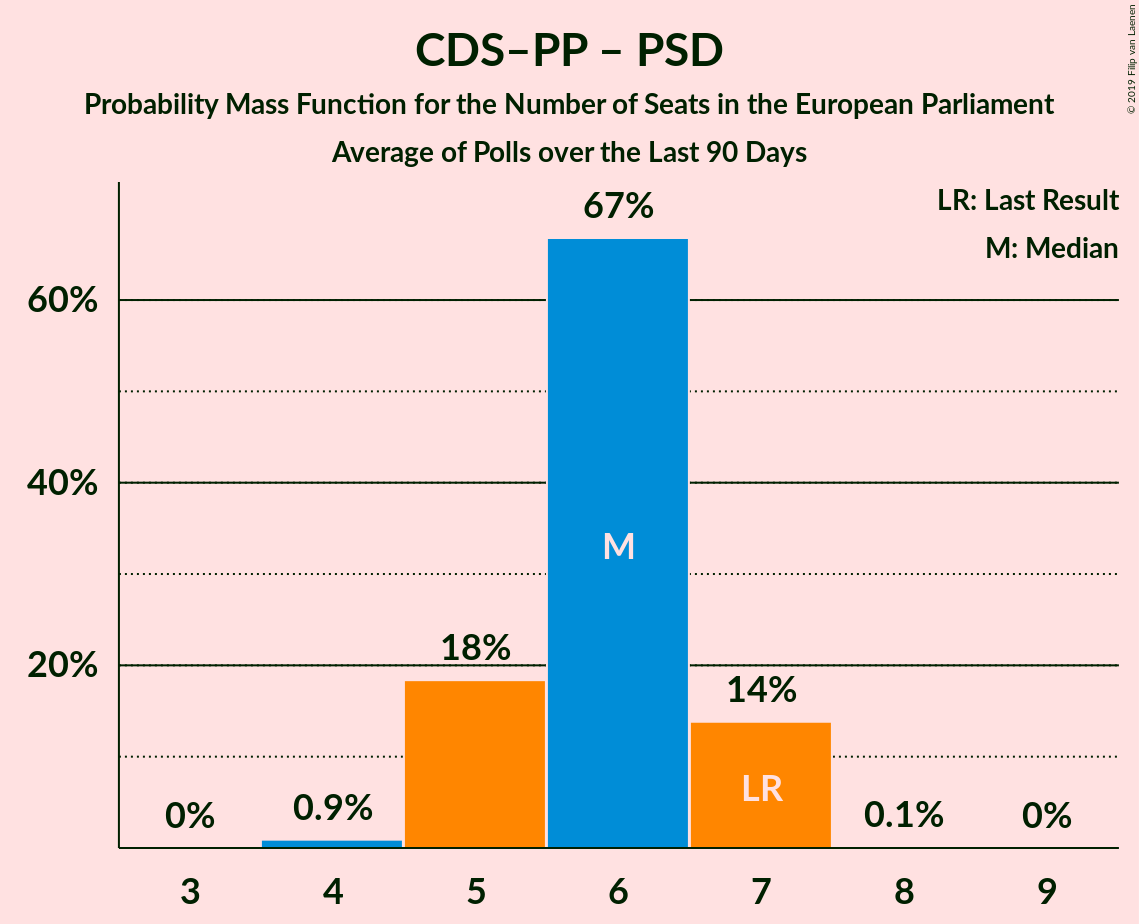 CDS–PP – PSD
Probability Mass Function for the Number of Seats in the European Parliament
Average of Polls over the Last 90 Days
© 2019 Filip van Laenen
LR: Last Result
M: Median
60%
40%
20%
0%
0.9%
18%
67%
14%
0.1%
0%
M
LR
3 4 5 6 7 8 9